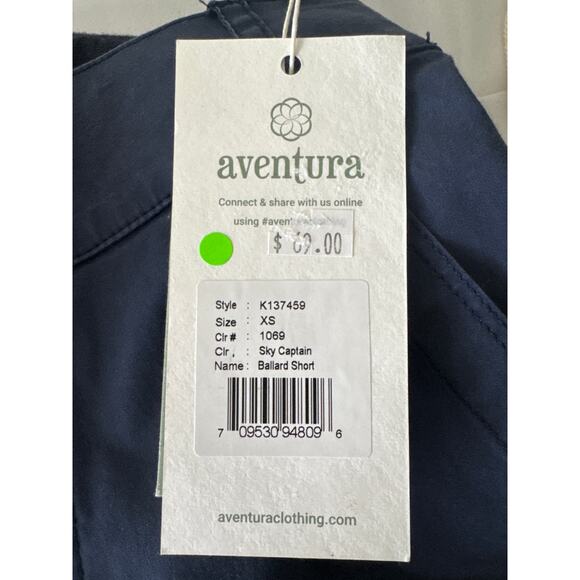 aventura
Connect & share with us online
using
$ 69.00
Style : K137459
Size : XS
Clr # : 1069
Clr , : Sky Captain
Name : Ballard Short
7 09530 94809 6
aventuraclothing.com